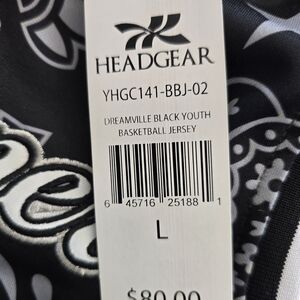 HEADGEAR
YHGC141-BBJ-02
DREAMVILLE BLACK YOUTH
BASKETBALL JERSEY
6 45716 25188 1
L
$80.00